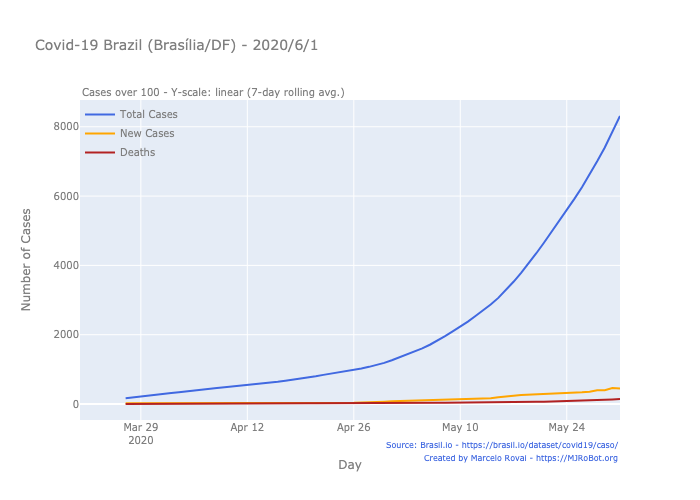 Covid-19 Brazil (Brasília/DF) - 2020/6/1
Cases over 100 - Y-scale: linear (7-day rolling avg.)
Total Cases
New Cases
Deaths
8000
6000
4000
2000
0
Number of Cases
Mar 29
2020
Apr 12
Apr 26
May 10
May 24
Day
Source: Brasil.io - https://brasil.io/dataset/covid19/caso/
Created by Marcelo Rovai - https://MJRoBot.org